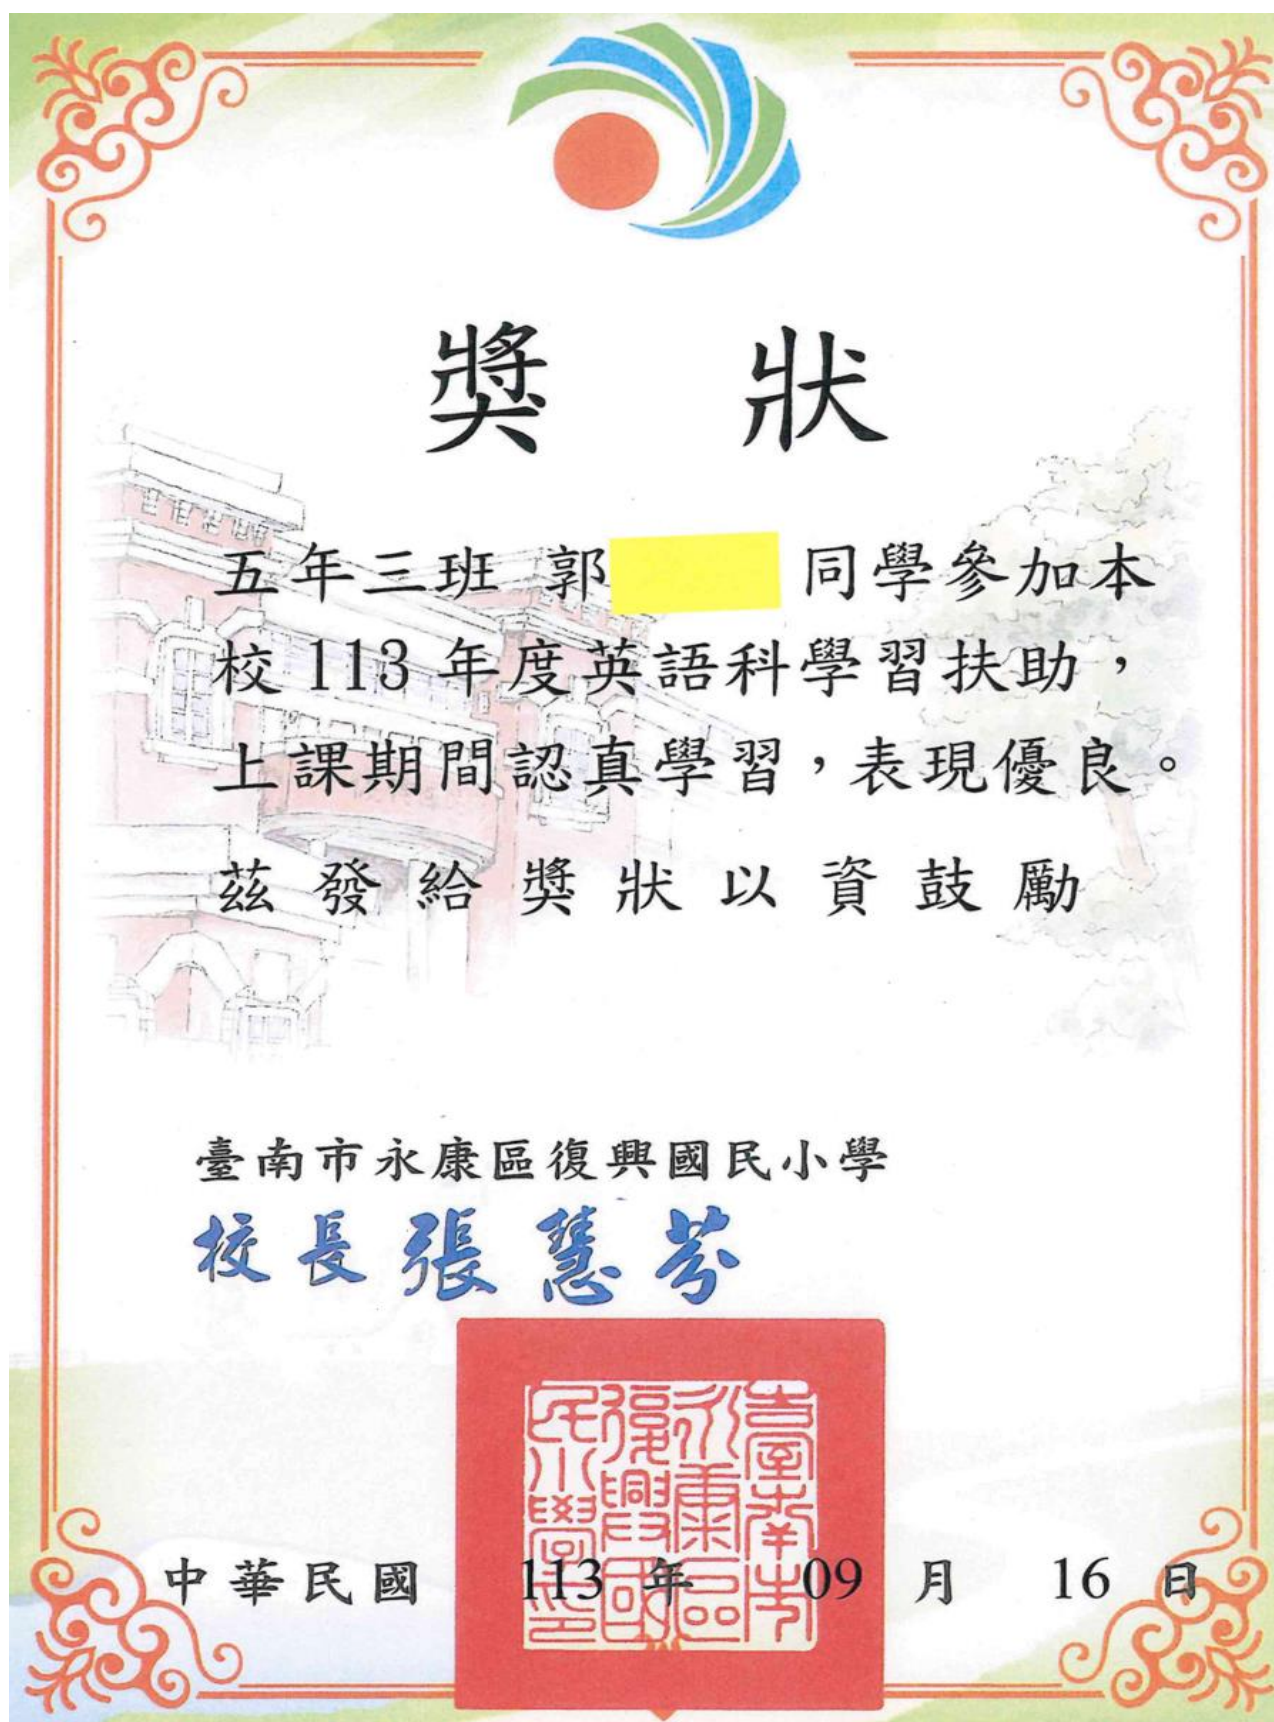 獎狀
五年三班 郭 同學參加本
校 113 年度英語科學習扶助，
上課期間認真學習，表現優良。
茲發給獎狀以資鼓勵
臺南市永康區復興國民小學
校長張慧芬
臺南市
永康區
復興國
民小學印
中華民國 113 年 09 月 16 日